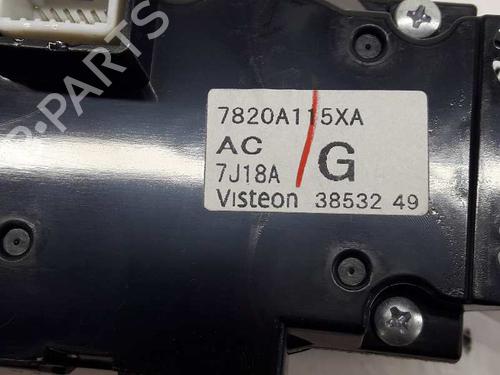 7820A115XA
AC
7J18A
G
Visteon 38532 49
B-PARTS